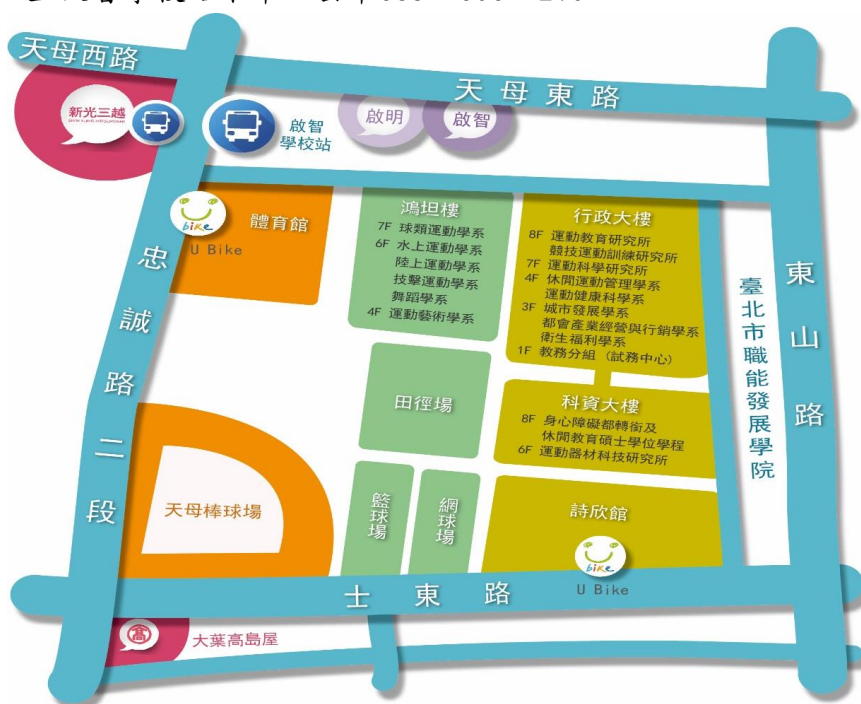 天母西路
天母東路
新光三越
啟智
學校站
啟明
啟智
bike
U Bike
體育館
鴻坦樓
7F 球類運動學系
6F 水上運動學系
陸上運動學系
技擊運動學系
舞蹈學系
4F 運動藝術學系
行政大樓
8F 運動教育研究所
競技運動訓練研究所
7F 運動科學研究所
4F 休閒運動管理學系
運動健康科學系
3F 城市發展學系
都會產業經營與行銷學系
衛生福利學系
1F 教務分組（試務中心）
忠誠路二段
臺北市職能發展學院
東山路
田徑場
科資大樓
8F 身心障礙都轉銜及
休閒教育碩士學位學程
6F 運動器材科技研究所
天母棒球場
籃球場
網球場
詩欣館
bike
U Bike
士東路
高
大葉高島屋